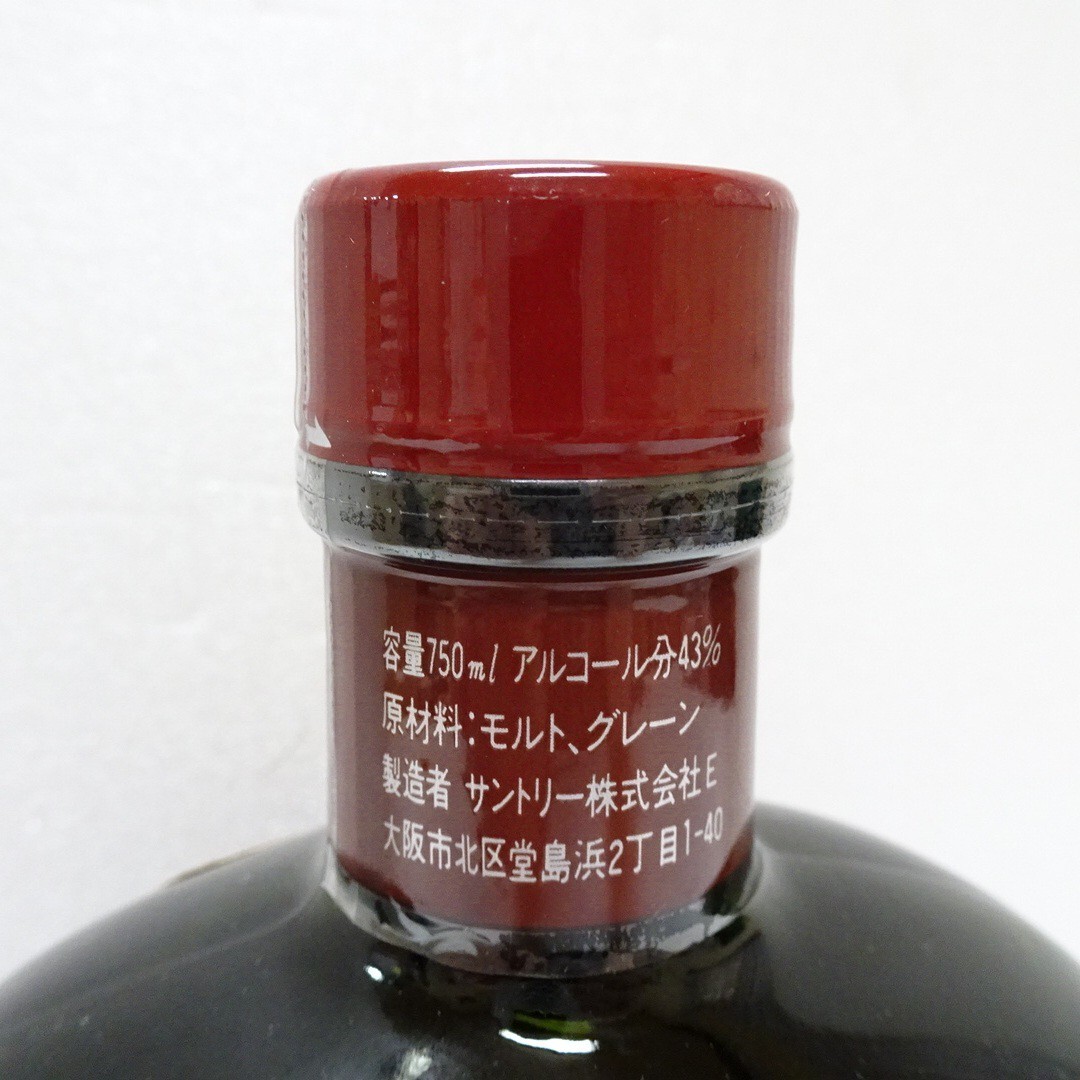 容量750ml アルコール分43%
原材料:モルト、グレーン
製造者 サントリー株式会社E
大阪市北区堂島浜2丁目1-40